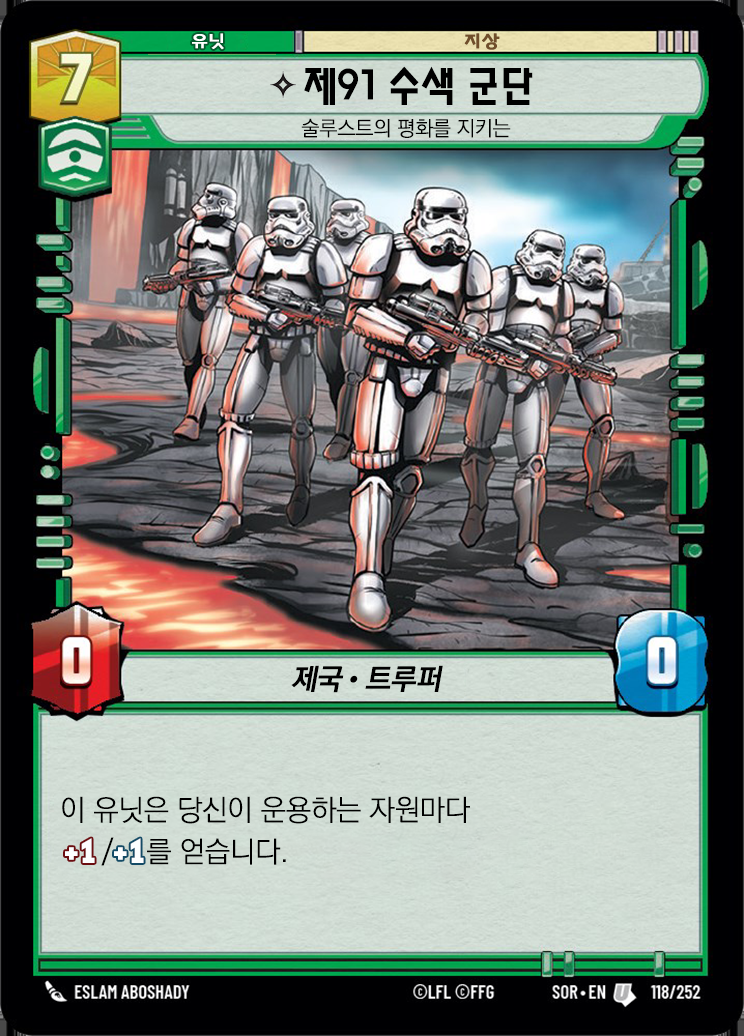 유닛
지상
7
✧ 제91 수색 군단
술루스트의 평화를 지키는
0
제국 • 트루퍼
0
이 유닛은 당신이 운용하는 자원마다
+1/+1를 얻습니다.
ESLAM ABOSHADY
©LFL ©FFG
SOR • EN U 118/252